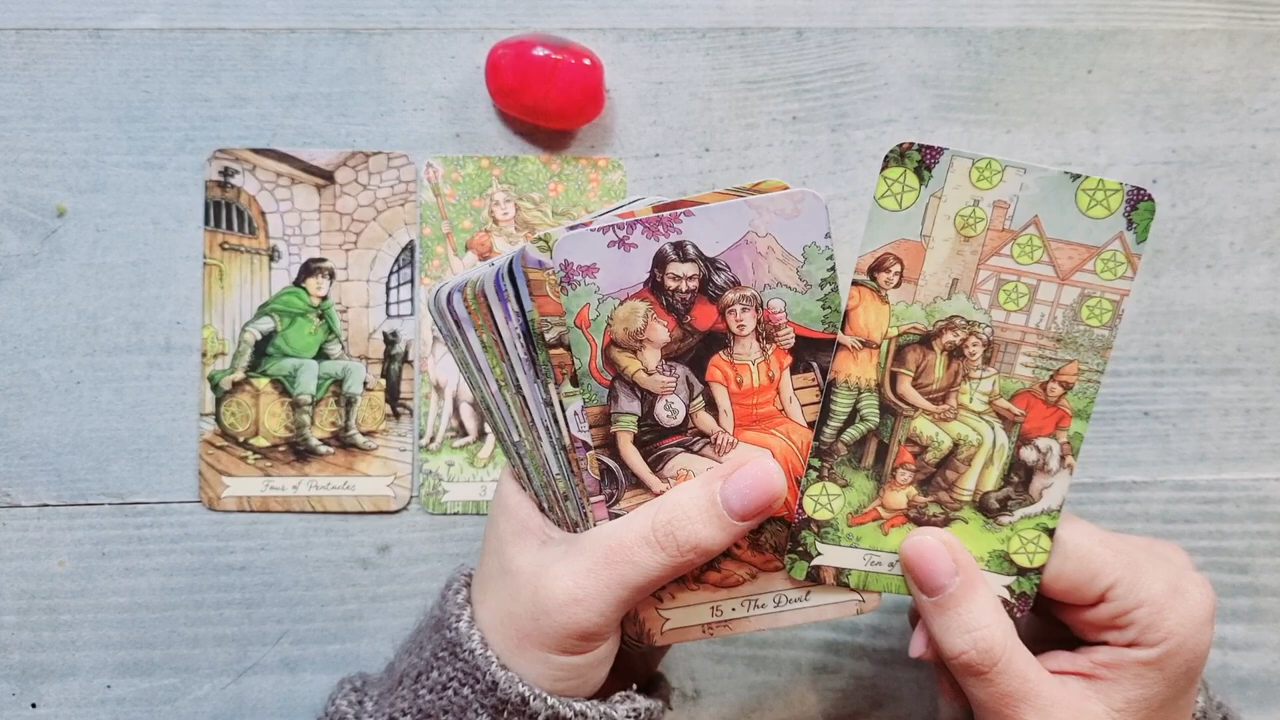 Four of Pentacles
3
$
15 • The Devil
Ten of